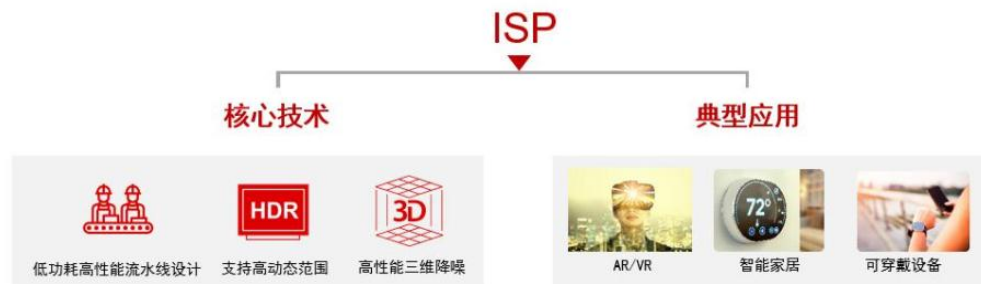 ISP
核心技术
典型应用
HDR
3D
72°
低功耗高性能流水线设计
支持高动态范围
高性能三维降噪
AR/VR
智能家居
可穿戴设备